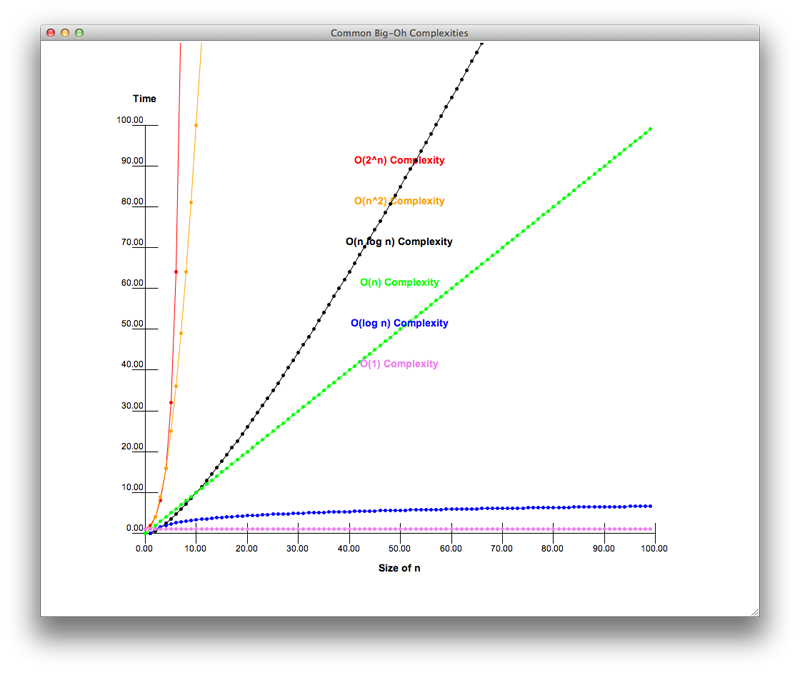 Common Big-Oh Complexities
Time
100.00
90.00
O(2^n) Complexity
80.00
O(n^2) Complexity
70.00
O(n log n) Complexity
60.00
O(n) Complexity
50.00
O(log n) Complexity
40.00
O(1) Complexity
30.00
20.00
10.00
0.00
0.00 10.00 20.00 30.00 40.00 50.00 60.00 70.00 80.00 90.00 100.00
Size of n